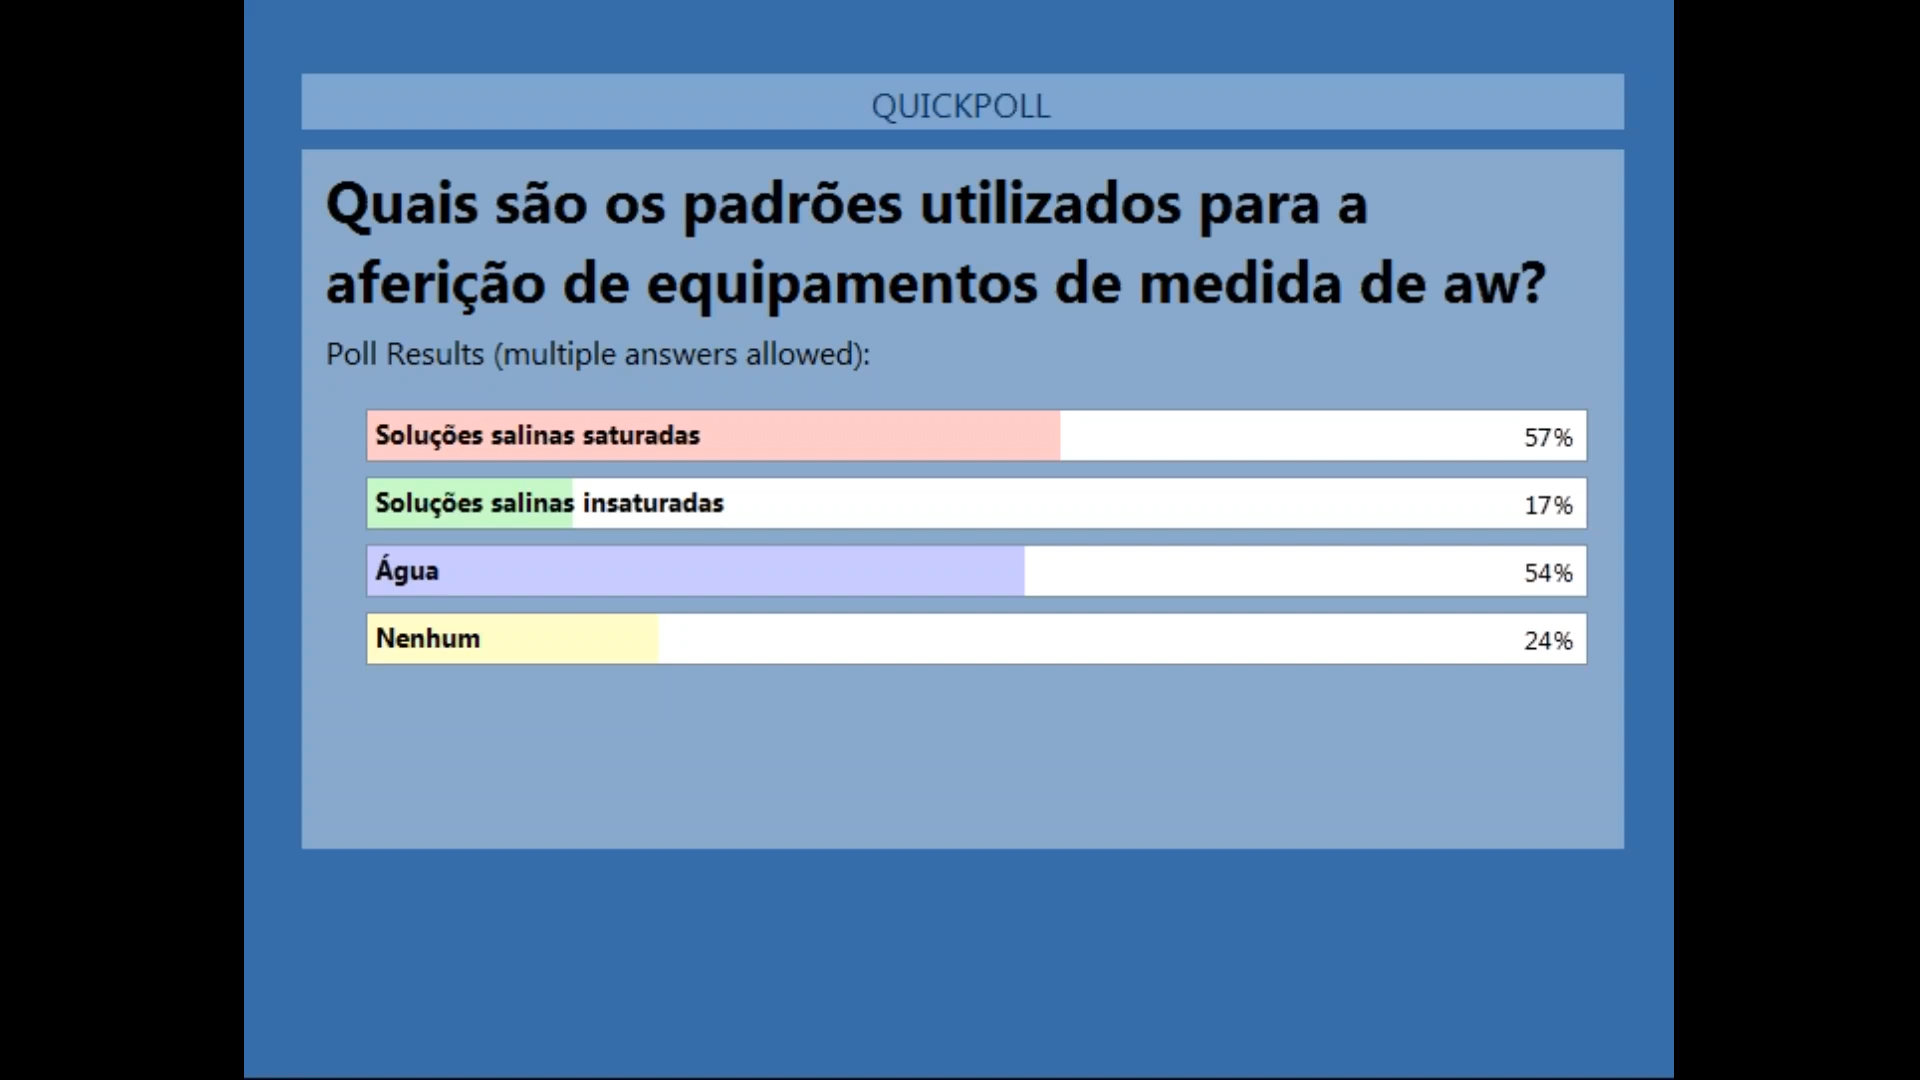 QUICKPOLL
Quais são os padrões utilizados para a
aferição de equipamentos de medida de aw?
Poll Results (multiple answers allowed):
Soluções salinas saturadas 57%
Soluções salinas insaturadas 17%
Água 54%
Nenhum 24%